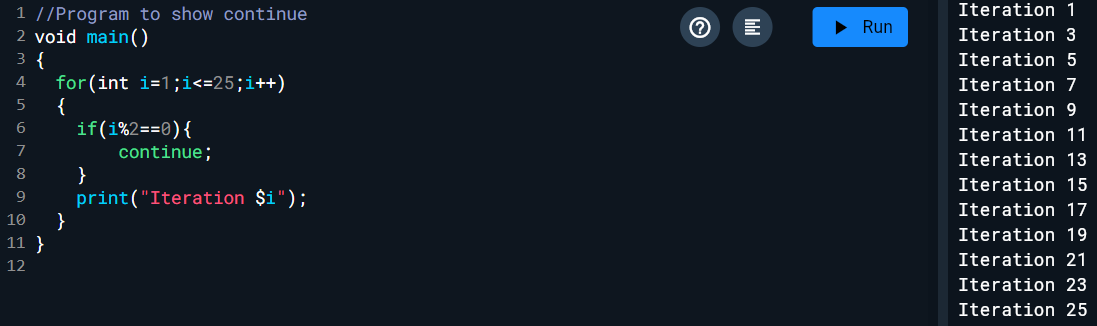 1 //Program to show continue
2 void main()
3 {
4   for(int i=1;i<=25;i++)
5   {
6     if(i%2==0){
7         continue;
8     }
9     print("Iteration $i");
10   }
11 }
12
Run
Iteration 1
Iteration 3
Iteration 5
Iteration 7
Iteration 9
Iteration 11
Iteration 13
Iteration 15
Iteration 17
Iteration 19
Iteration 21
Iteration 23
Iteration 25